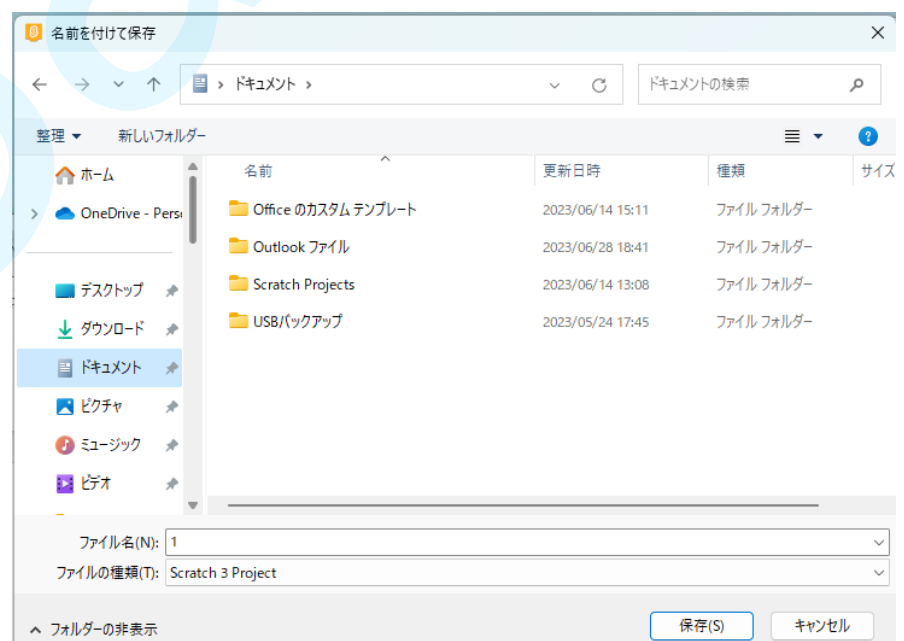 名前を付けて保存
ドキュメント
ドキュメントの検索
整理
新しいフォルダー
名前 更新日時 種類 サイズ
ホーム
OneDrive - Perso
デスクトップ
ダウンロード
ドキュメント
ピクチャ
ミュージック
ビデオ
Office のカスタム テンプレート 2023/06/14 15:11 ファイル フォルダー
Outlook ファイル 2023/06/28 18:41 ファイル フォルダー
Scratch Projects 2023/06/14 13:08 ファイル フォルダー
USBバックアップ 2023/05/24 17:45 ファイル フォルダー
ファイル名(N): 1
ファイルの種類(T): Scratch 3 Project
フォルダーの非表示
保存(S) キャンセル